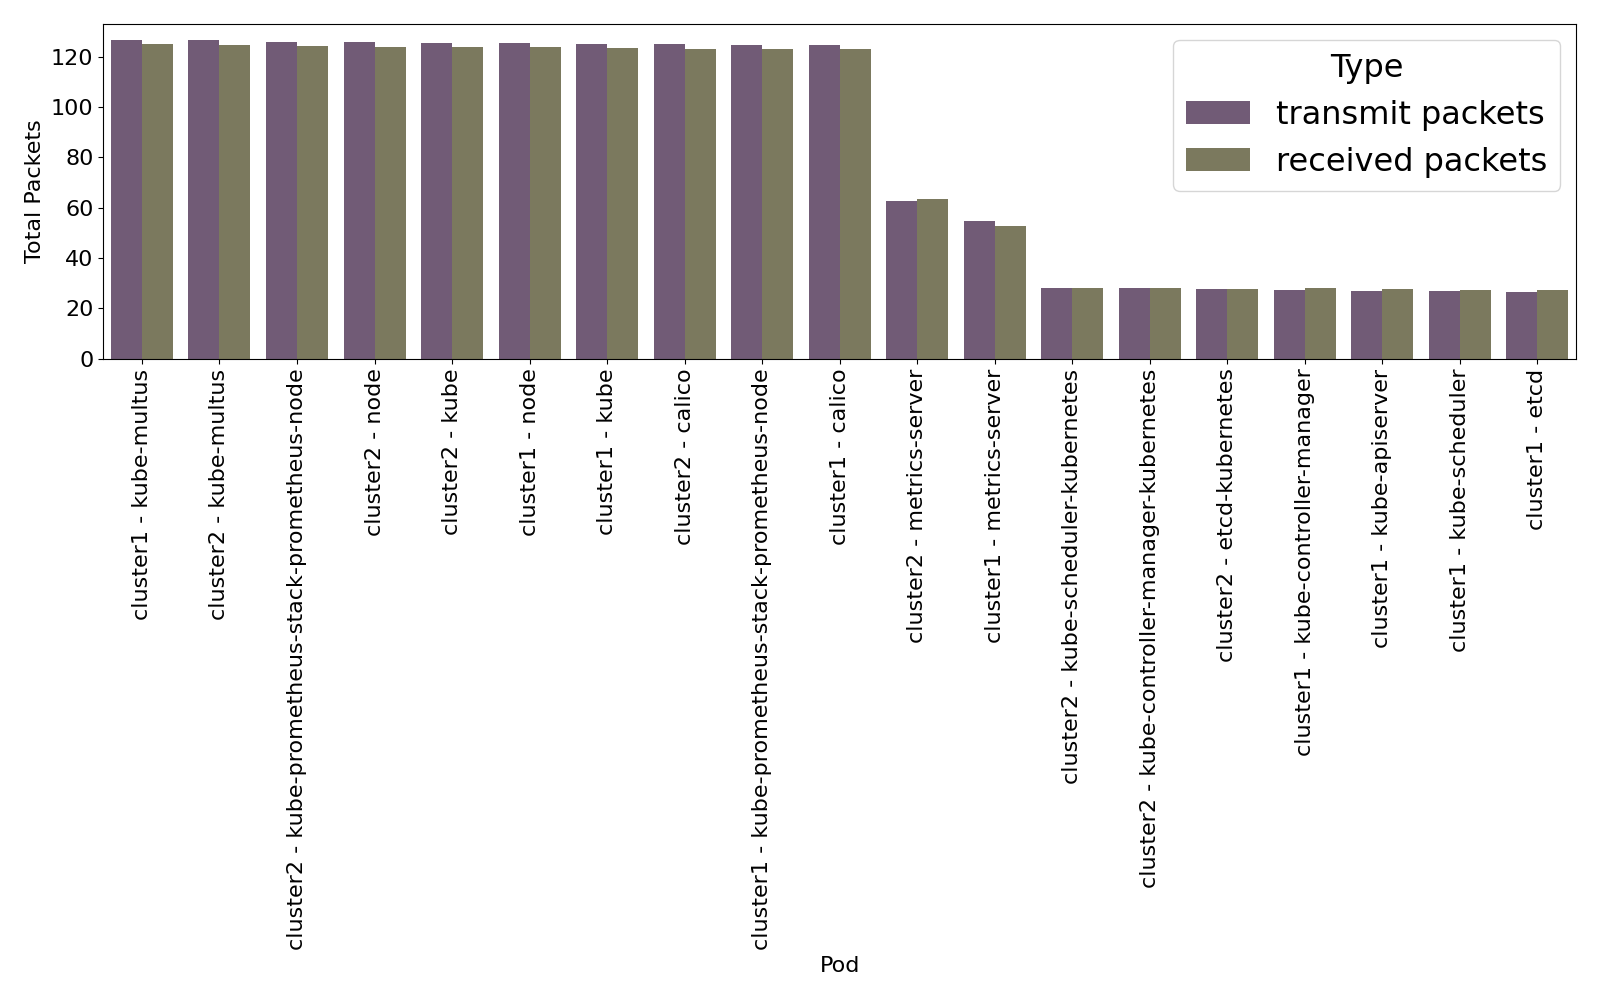 Total Packets
120
100
80
60
40
20
0
Type
transmit packets
received packets
cluster1 - kube-multus
cluster2 - kube-multus
cluster2 - kube-prometheus-stack-prometheus-node
cluster2 - node
cluster2 - kube
cluster1 - node
cluster1 - kube
cluster2 - calico
cluster1 - kube-prometheus-stack-prometheus-node
cluster1 - calico
cluster2 - metrics-server
cluster1 - metrics-server
cluster2 - kube-scheduler-kubernetes
cluster2 - kube-controller-manager-kubernetes
cluster2 - etcd-kubernetes
cluster1 - kube-controller-manager
cluster1 - kube-apiserver
cluster1 - kube-scheduler
cluster1 - etcd
Pod